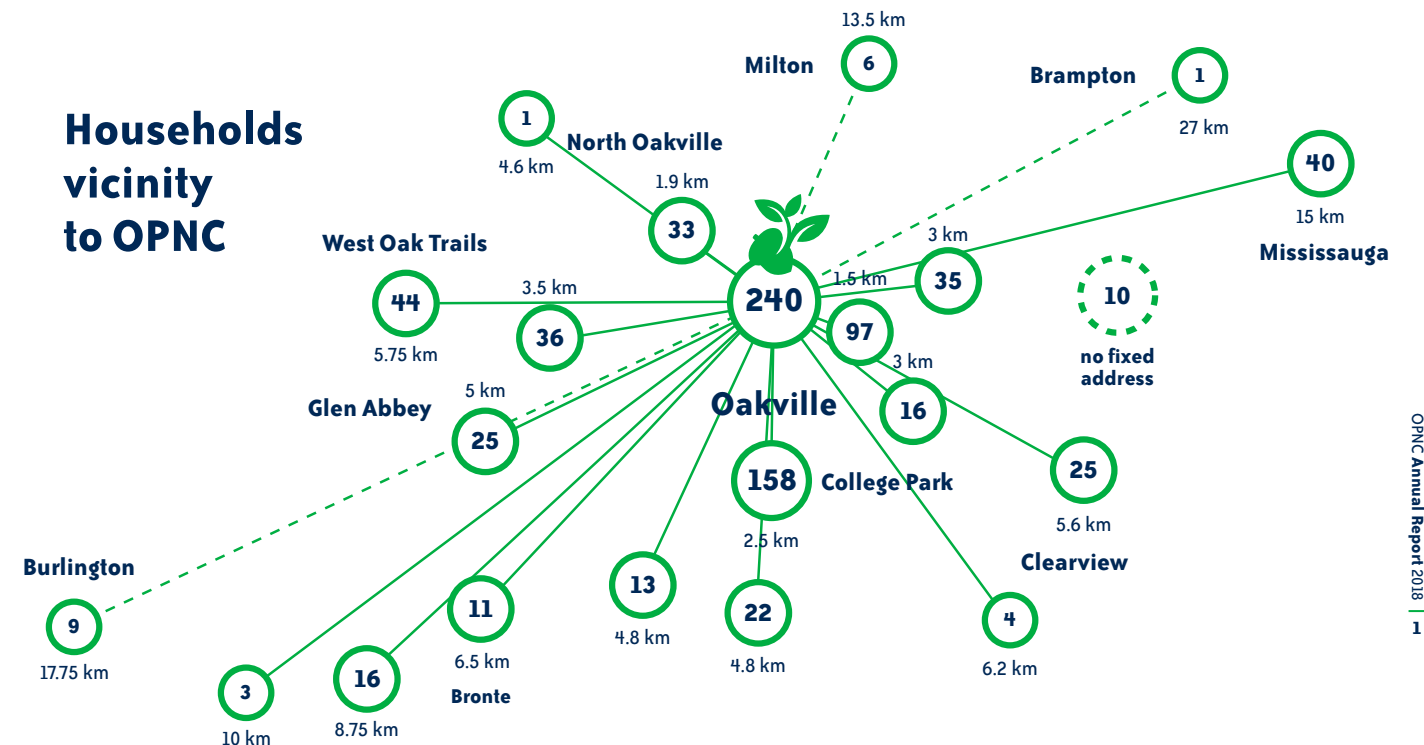 Households
vicinity
to OPNC
13.5 km
Milton
6
Brampton
1
27 km
1
4.6 km
North Oakville
1.9 km
33
40
15 km
Mississauga
West Oak Trails
44
5.75 km
3.5 km
36
240
Oakville
3 km
35
1.5 km
97
3 km
16
10
no fixed
address
Glen Abbey
5 km
25
158
College Park
2.5 km
25
5.6 km
Clearview
Burlington
9
17.75 km
3
10 km
16
8.75 km
11
6.5 km
Bronte
13
4.8 km
22
4.8 km
4
6.2 km
OPNC Annual Report 2018 | 1